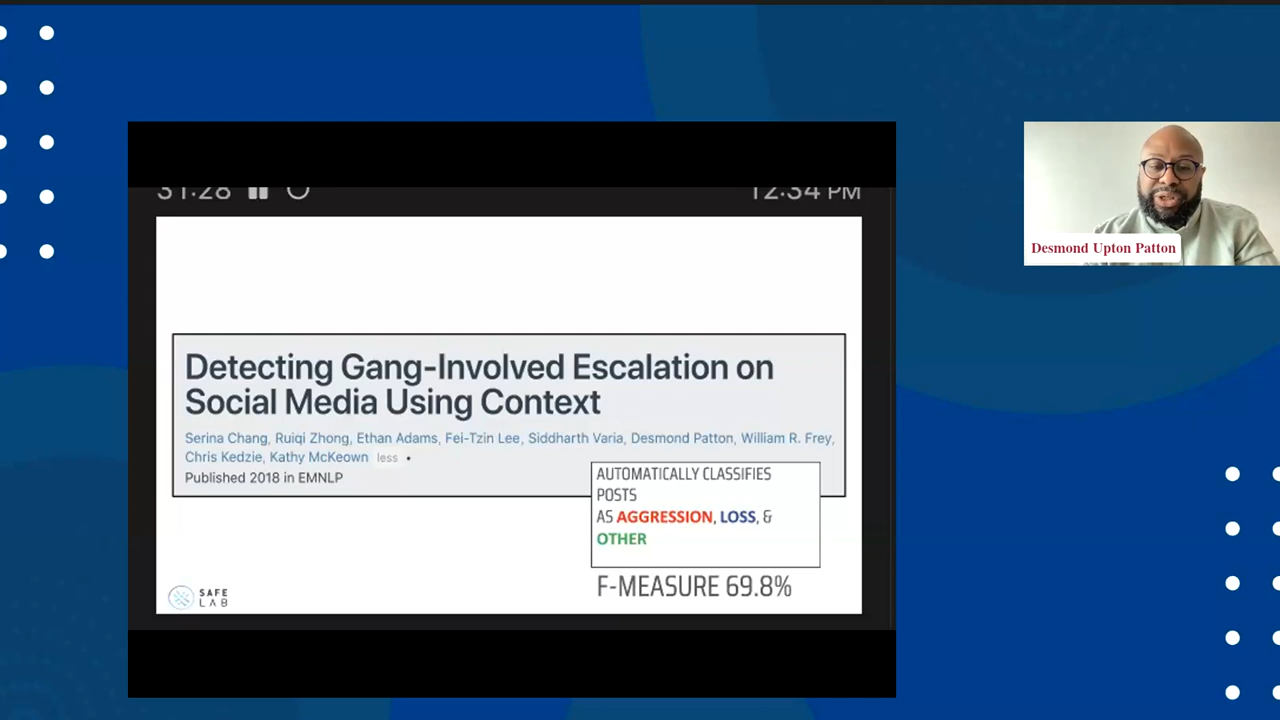 31:28
12:34 PM
Detecting Gang-Involved Escalation on
Social Media Using Context
Serina Chang, Ruiqi Zhong, Ethan Adams, Fei-Tzin Lee, Siddharth Varia, Desmond Patton, William R. Frey,
Chris Kedzie, Kathy McKeown less •
Published 2018 in EMNLP
AUTOMATICALLY CLASSIFIES
POSTS
AS AGGRESSION, LOSS, &
OTHER
F-MEASURE 69.8%
SAFE
LAB
Desmond Upton Patton